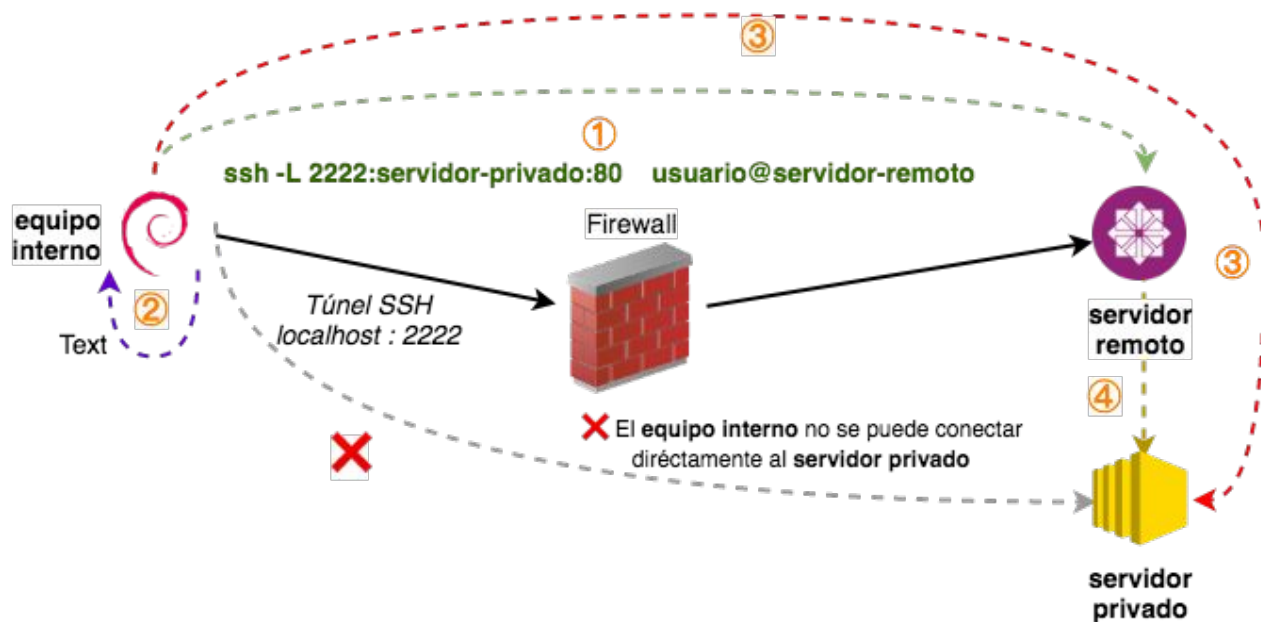 ③
①
ssh -L 2222:servidor-privado:80 usuario@servidor-remoto
equipo
interno
Firewall
③
②
Text
Túnel SSH
localhost : 2222
servidor
remoto
④
El equipo interno no se puede conectar
diréctamente al servidor privado
servidor
privado